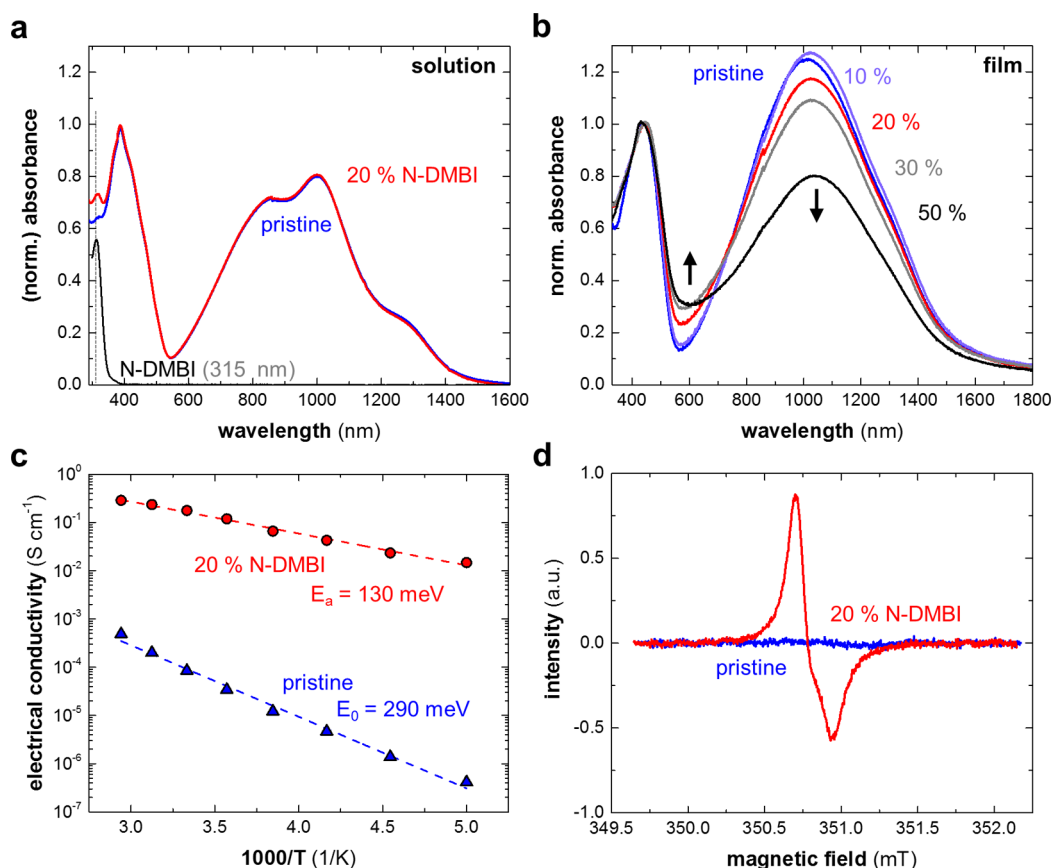 a
solution
20 % N-DMBI
pristine
N-DMBI (315 nm)
(norm.) absorbance
0.0
0.2
0.4
0.6
0.8
1.0
1.2
400
600
800
1000
1200
1400
1600
wavelength (nm)
b
film
pristine
10 %
20 %
30 %
50 %
norm. absorbance
0.0
0.2
0.4
0.6
0.8
1.0
1.2
400
600
800
1000
1200
1400
1600
1800
wavelength (nm)
c
20 % N-DMBI
Ea = 130 meV
pristine
E0 = 290 meV
electrical conductivity (S cm⁻¹)
10⁰
10⁻¹
10⁻²
10⁻³
10⁻⁴
10⁻⁵
10⁻⁶
10⁻⁷
3.0
3.5
4.0
4.5
5.0
1000/T (1/K)
d
20 % N-DMBI
pristine
intensity (a.u.)
1.0
0.5
0.0
-0.5
-1.0
349.5
350.0
350.5
351.0
351.5
352.0
magnetic field (mT)